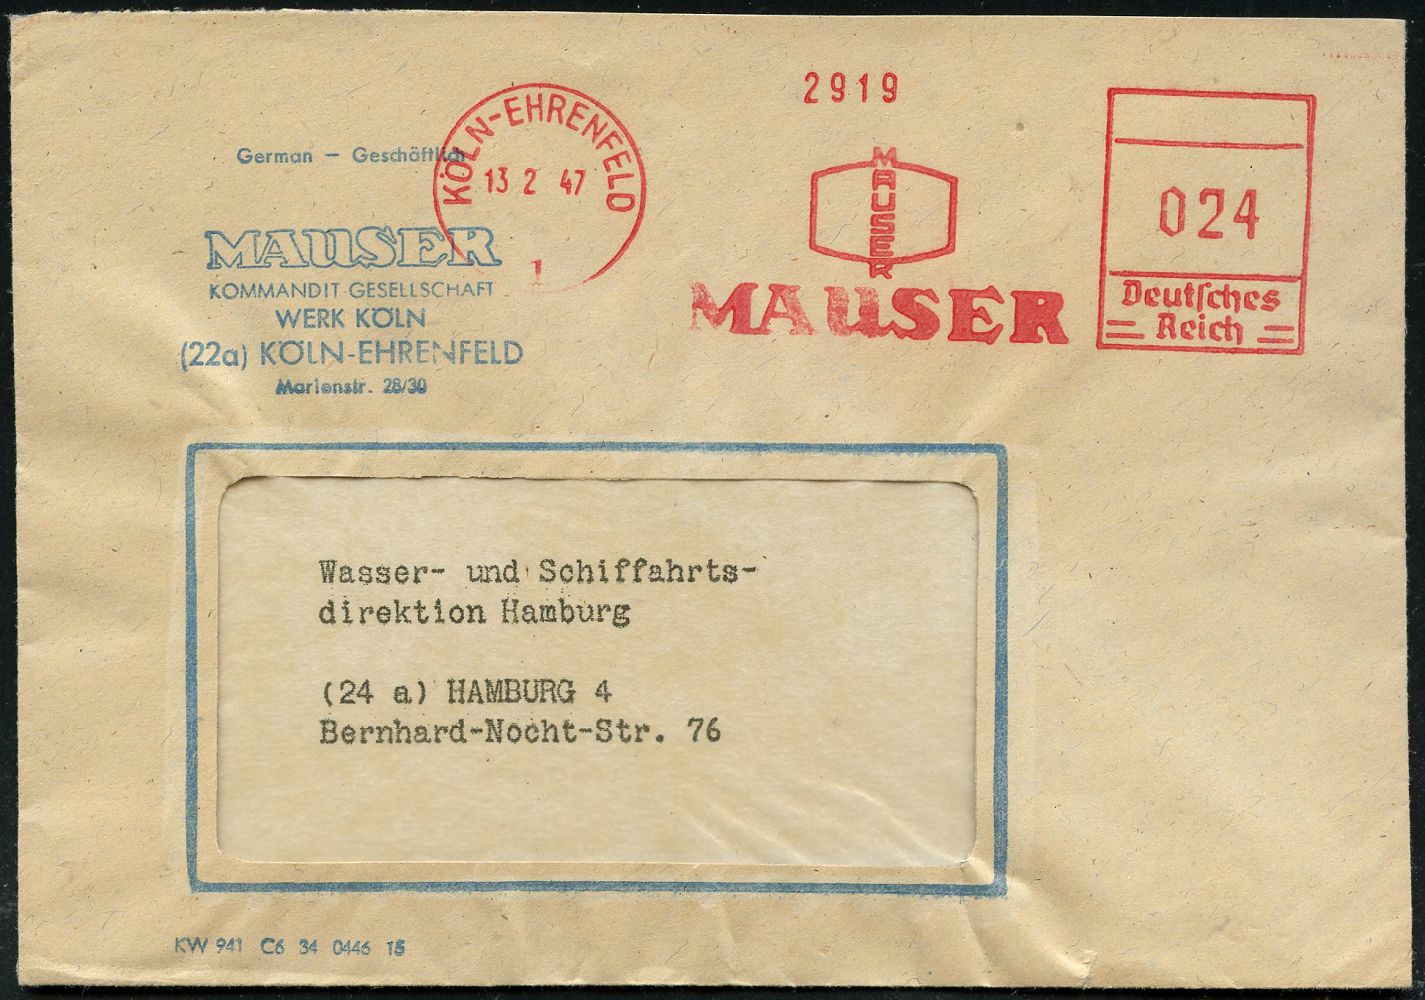 2919
KÖLN-EHRENFELD
13 2 47
1
MAUSER
MAUSER
024
Deutsches
Reich
German – Geschäftlich
MAUSER
KOMMANDIT-GESELLSCHAFT
WERK KÖLN
(22a) KÖLN-EHRENFELD
Marienstr. 28/30
Wasser- und Schiffahrts-
direktion Hamburg
(24 a) HAMBURG 4
Bernhard-Nocht-Str. 76
KW 941 C6 34 0446 15